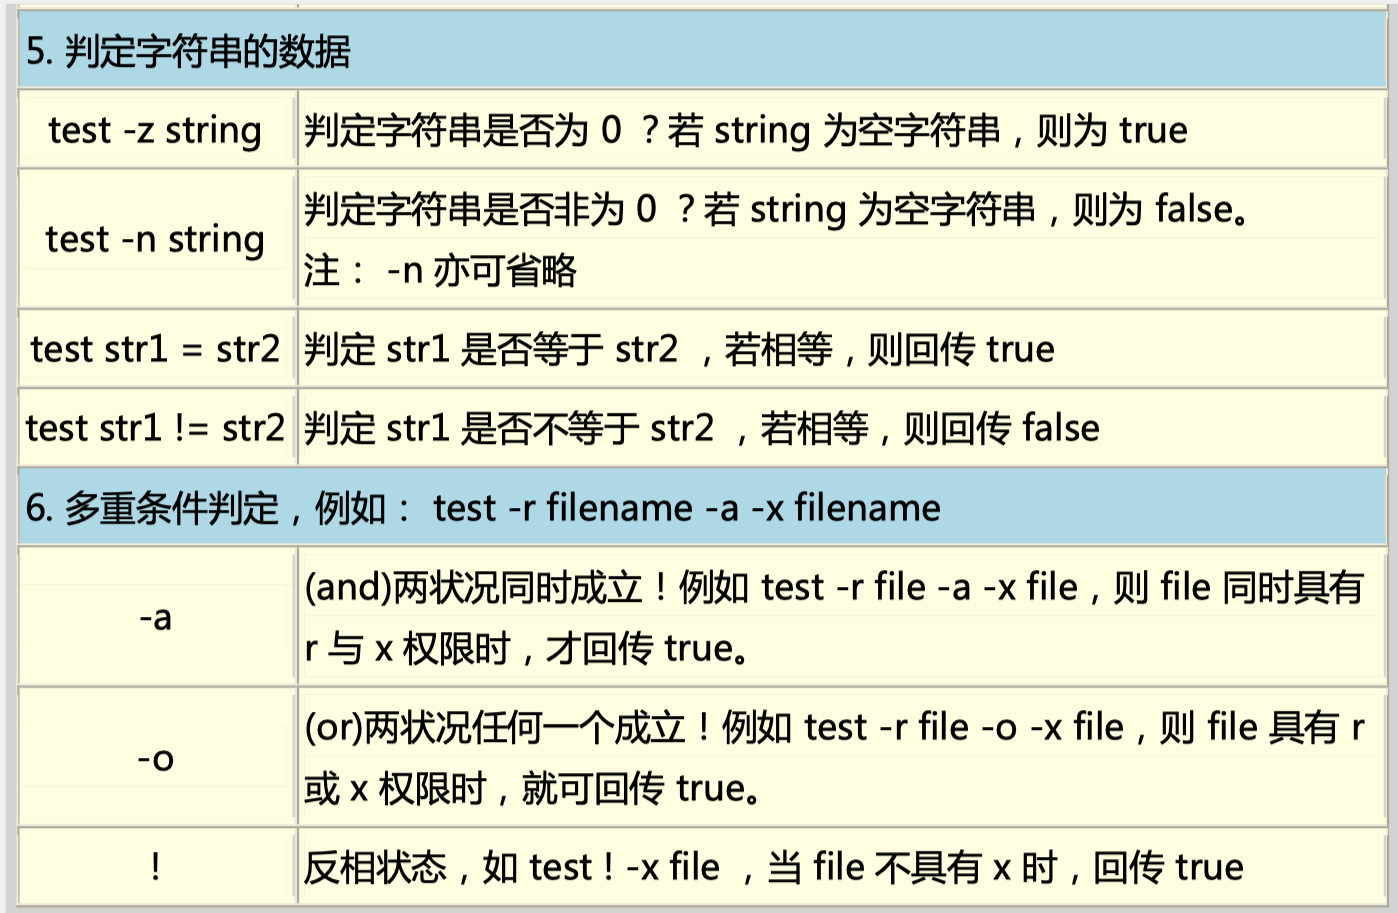 5. 判定字符串的数据
test -z string
判定字符串是否为 0 ？若 string 为空字符串，则为 true
test -n string
判定字符串是否非为 0 ？若 string 为空字符串，则为 false。
注： -n 亦可省略
test str1 = str2
判定 str1 是否等于 str2 ，若相等，则回传 true
test str1 != str2
判定 str1 是否不等于 str2 ，若相等，则回传 false
6. 多重条件判定，例如： test -r filename -a -x filename
-a
(and)两状况同时成立！例如 test -r file -a -x file，则 file 同时具有
r 与 x 权限时，才回传 true。
-o
(or)两状况任何一个成立！例如 test -r file -o -x file，则 file 具有 r
或 x 权限时，就可回传 true。
!
反相状态，如 test ! -x file ，当 file 不具有 x 时，回传 true